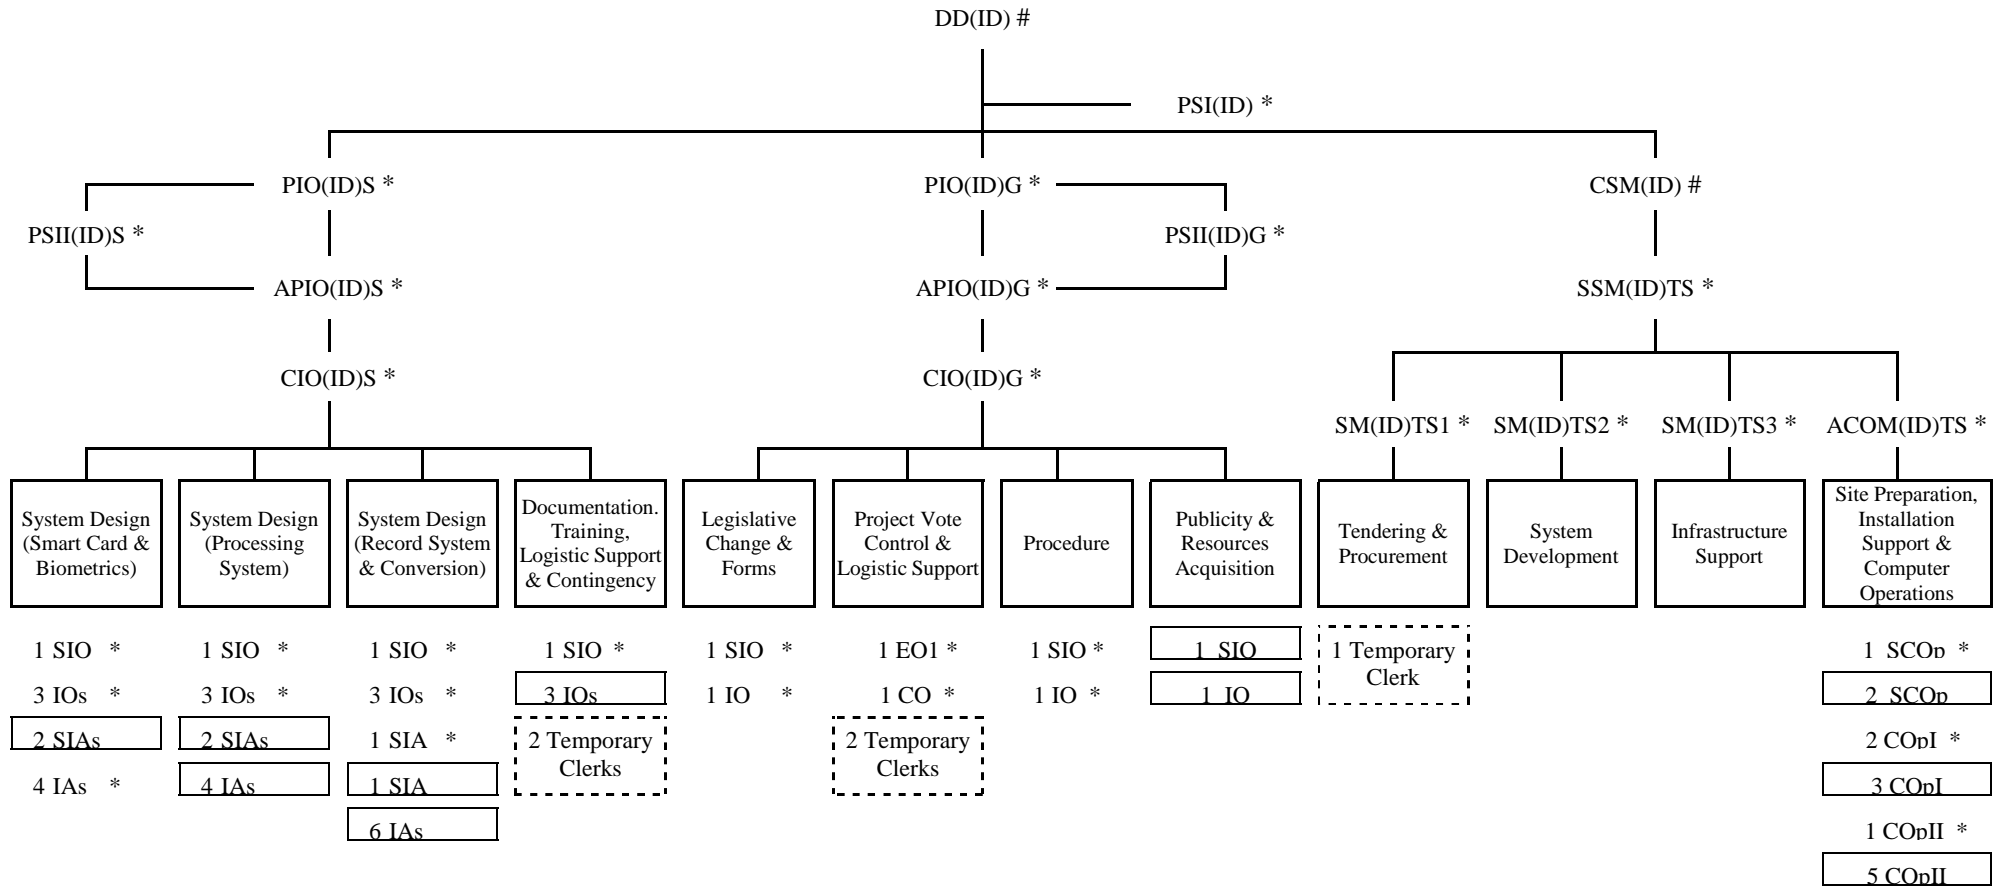 DD(ID) #
PSI(ID) *
PIO(ID)S *
PIO(ID)G *
CSM(ID) #
PSII(ID)S *
PSII(ID)G *
APIO(ID)S *
APIO(ID)G *
SSM(ID)TS *
CIO(ID)S *
CIO(ID)G *
SM(ID)TS1 *
SM(ID)TS2 *
SM(ID)TS3 *
ACOM(ID)TS *
System Design
(Smart Card &
Biometrics)
System Design
(Processing
System)
System Design
(Record System
& Conversion)
Documentation.
Training,
Logistic Support
& Contingency
Legislative
Change &
Forms
Project Vote
Control &
Logistic Support
Procedure
Publicity &
Resources
Acquisition
Tendering &
Procurement
System
Development
Infrastructure
Support
Site Preparation,
Installation
Support &
Computer
Operations
1 SIO *
3 IOs *
2 SIAs
4 IAs *
1 SIO *
3 IOs *
2 SIAs
4 IAs
1 SIO *
3 IOs *
1 SIA *
1 SIA
6 IAs
1 SIO *
3 IOs
2 Temporary
Clerks
1 SIO *
1 IO *
1 EO1 *
1 CO *
2 Temporary
Clerks
1 SIO *
1 IO *
1 SIO
1 IO
1 Temporary
Clerk
1 SCOp *
2 SCOp
2 COpI *
3 COpI
1 COpII *
5 COpII